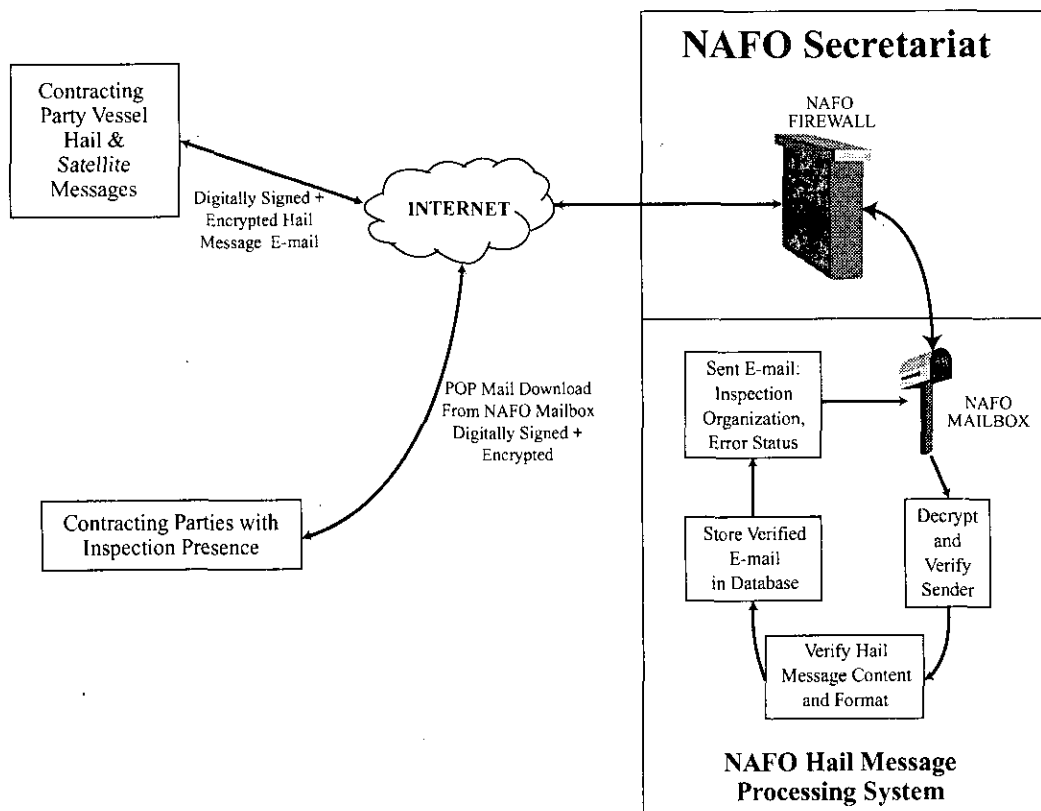 NAFO Secretariat
Contracting
Party Vessel
Hail &
Satellite
Messages
NAFO
FIREWALL
INTERNET
Digitally Signed +
Encrypted Hail
Message E-mail
POP Mail Download
From NAFO Mailbox
Digitally Signed +
Encrypted
Contracting Parties with
Inspection Presence
Sent E-mail:
Inspection
Organization,
Error Status
NAFO
MAILBOX
Store Verified
E-mail
in Database
Decrypt
and
Verify
Sender
Verify Hail
Message Content
and Format
NAFO Hail Message
Processing System